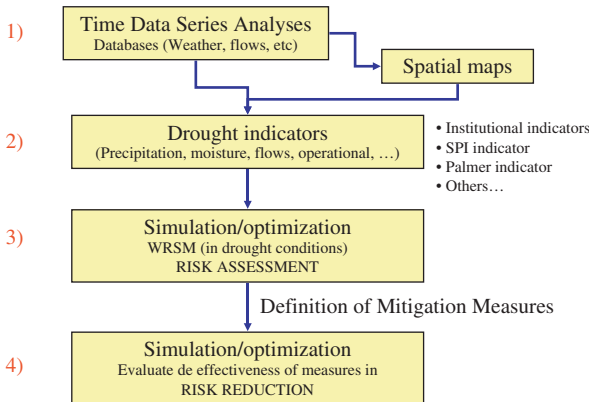 1)
Time Data Series Analyses
Databases (Weather, flows, etc)
Spatial maps
2)
Drought indicators
(Precipitation, moisture, flows, operational, …)
• Institutional indicators
• SPI indicator
• Palmer indicator
• Others…
3)
Simulation/optimization
WRSM (in drought conditions)
RISK ASSESSMENT
Definition of Mitigation Measures
4)
Simulation/optimization
Evaluate de effectiveness of measures in
RISK REDUCTION